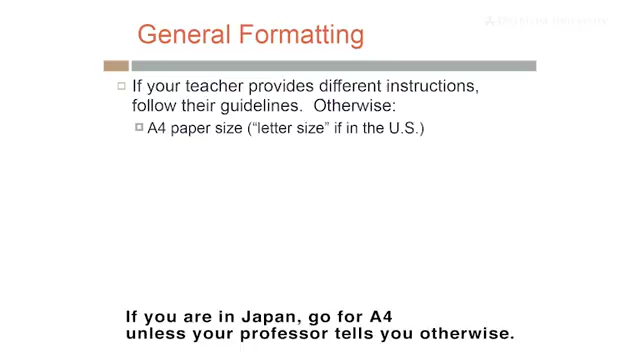 General Formatting
If your teacher provides different instructions,
follow their guidelines. Otherwise:
A4 paper size (“letter size” if in the U.S.)
If you are in Japan, go for A4
unless your professor tells you otherwise.